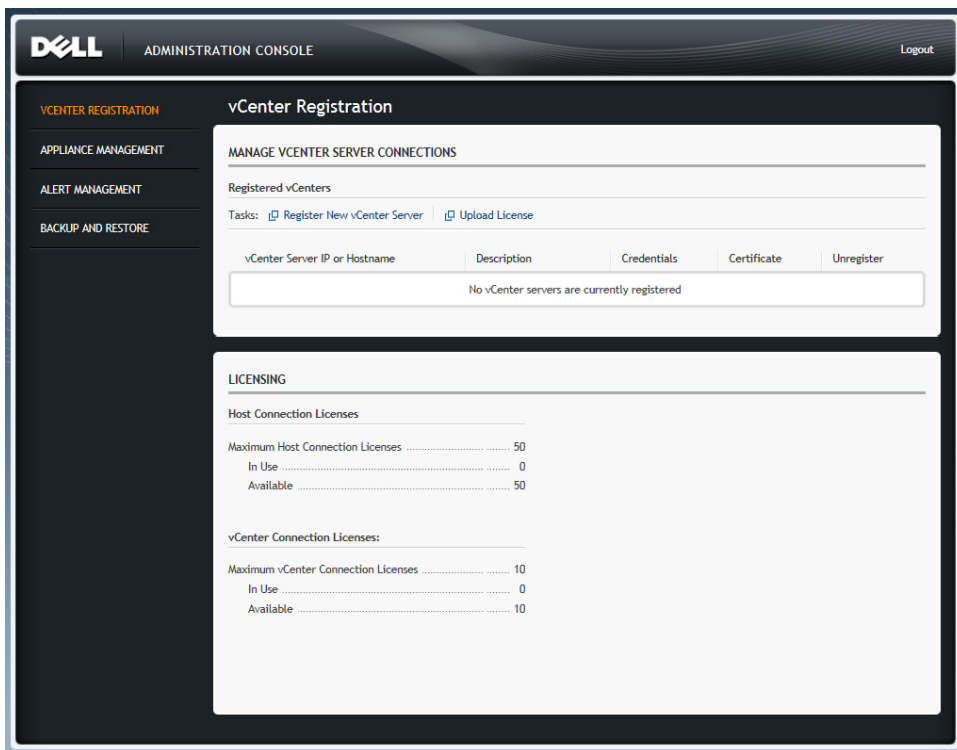 DELL ADMINISTRATION CONSOLE Logout
VCENTER REGISTRATION
APPLIANCE MANAGEMENT
ALERT MANAGEMENT
BACKUP AND RESTORE
vCenter Registration
MANAGE VCENTER SERVER CONNECTIONS
Registered vCenters
Tasks: Register New vCenter Server Upload License
vCenter Server IP or Hostname Description Credentials Certificate Unregister
No vCenter servers are currently registered
LICENSING
Host Connection Licenses
Maximum Host Connection Licenses ............................ 50
In Use ............................ 0
Available ............................ 50
vCenter Connection Licenses:
Maximum vCenter Connection Licenses ............................ 10
In Use ............................ 0
Available ............................ 10